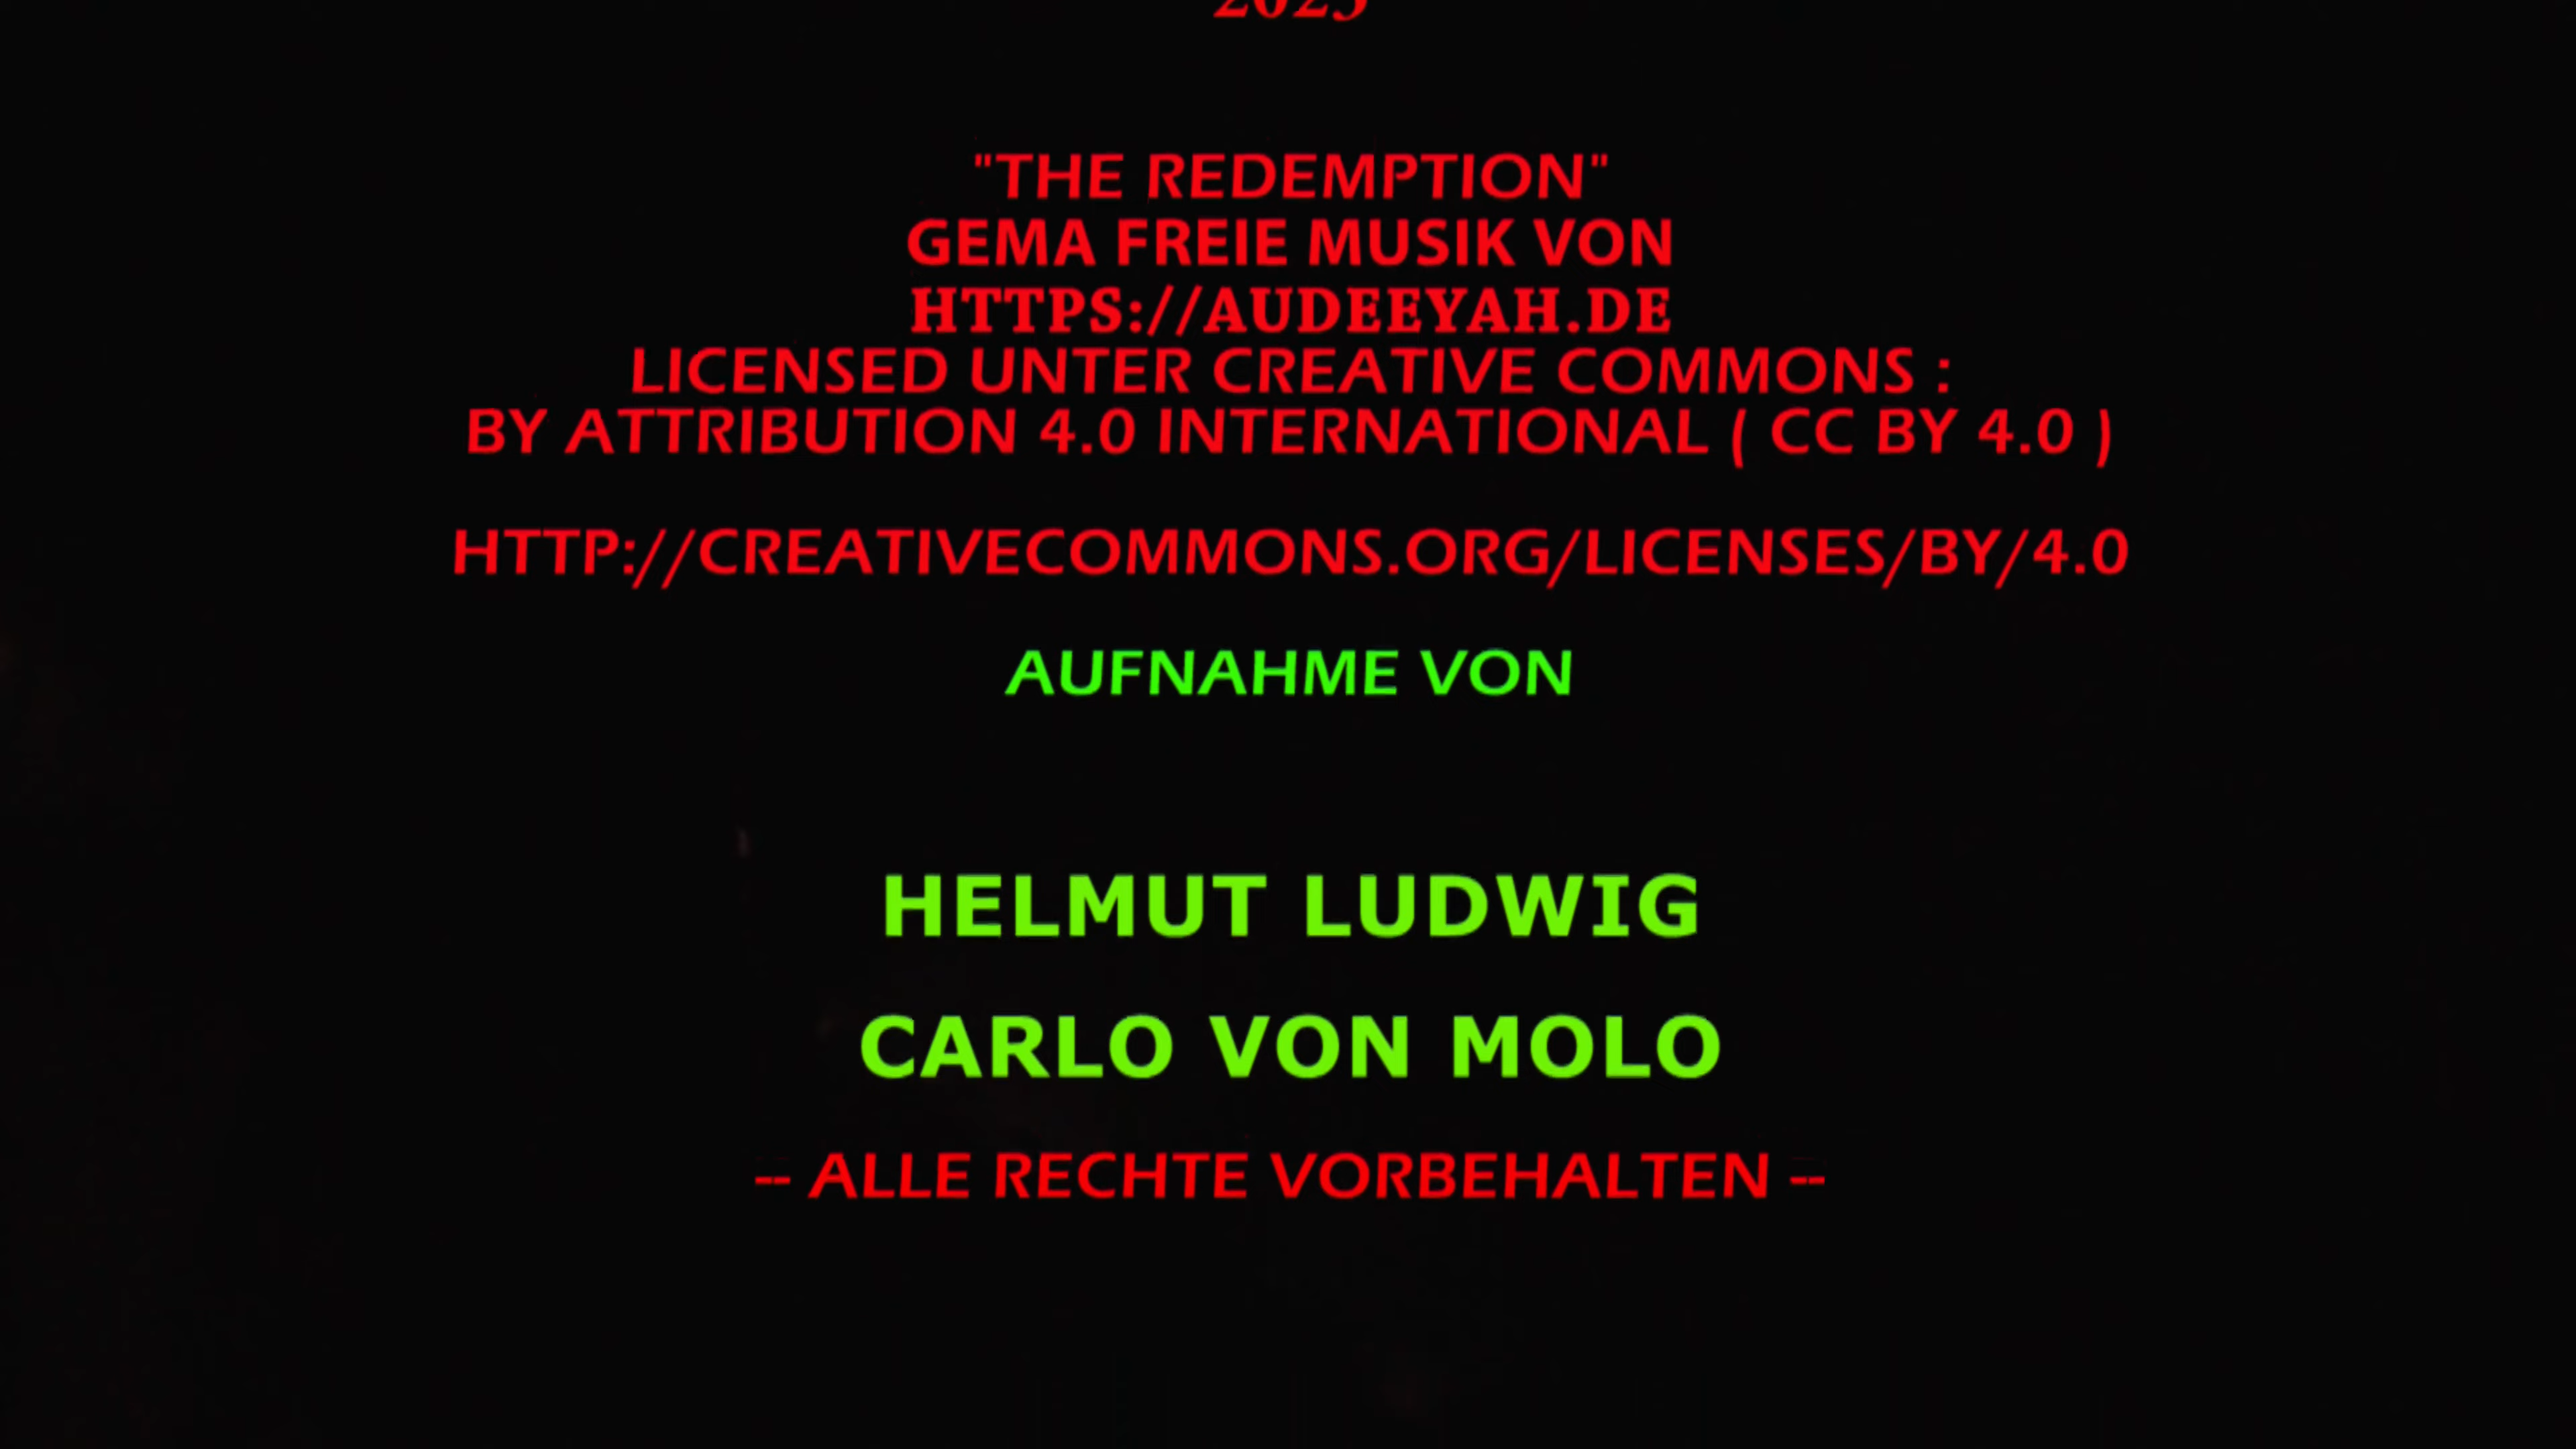 "THE REDEMPTION"
GEMA FREIE MUSIK VON
HTTPS://AUDEEYAH.DE
LICENSED UNTER CREATIVE COMMONS :
BY ATTRIBUTION 4.0 INTERNATIONAL ( CC BY 4.0 )
HTTP://CREATIVECOMMONS.ORG/LICENSES/BY/4.0
AUFNAHME VON
HELMUT LUDWIG
CARLO VON MOLO
-- ALLE RECHTE VORBEHALTEN --